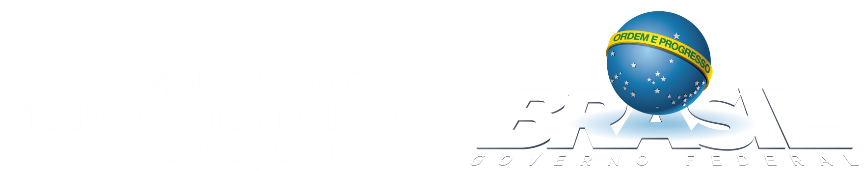 ORDEM E PROGRESSO
BRASIL
GOVERNO FEDERAL